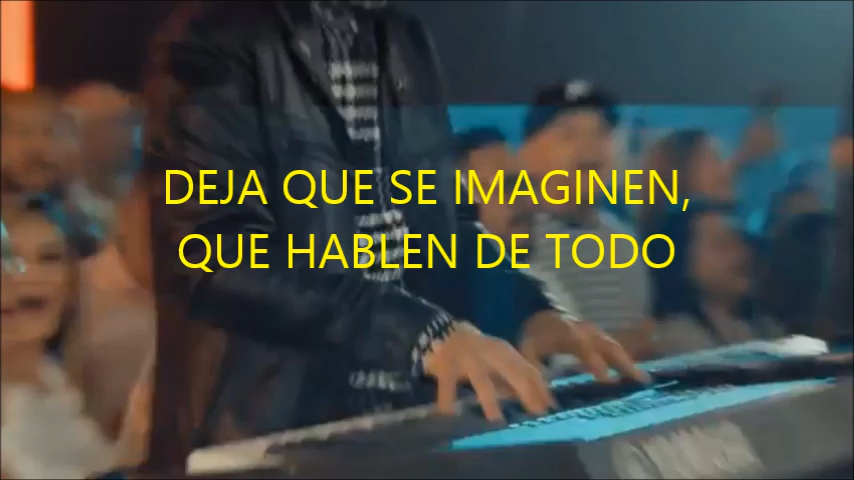 DEJA QUE SE IMAGINEN,
QUE HABLEN DE TODO